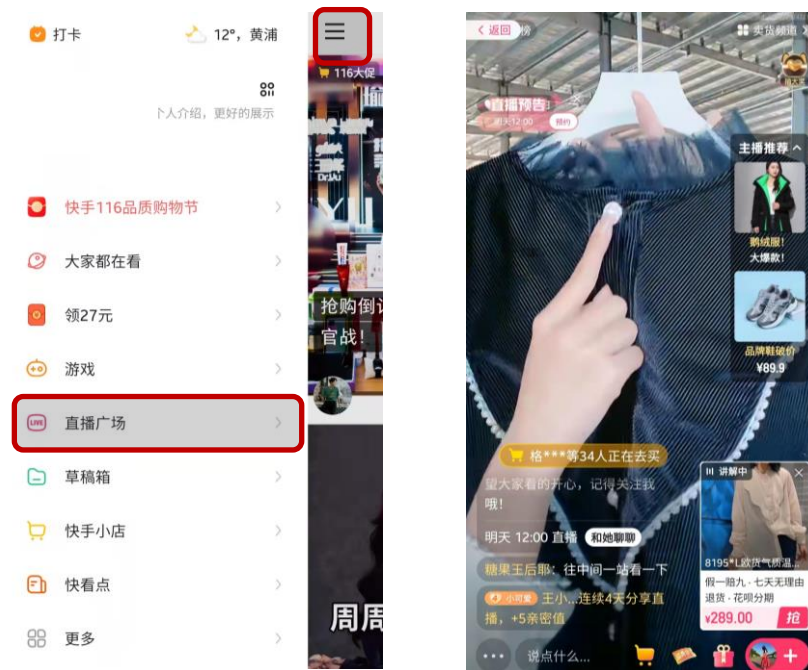 打卡
12°，黄浦
个人介绍，更好的展示
快手116品质购物节
大家都在看
领27元
游戏
直播广场
草稿箱
快手小店
快看点
更多
116大促
抢购倒计
官战！
周周
返回
榜
卖货频道
直播预告！
明天12:00
预约
主播推荐
鹅绒服！
大爆款！
品牌鞋破价
¥89.9
格***等34人正在去买
望大家看的开心，记得关注我
哦！
明天 12:00 直播
和她聊聊
糖果王后耶：往中间一站看一下
小可爱 王小...连续4天分享直
播，+5亲密值
讲解中
8195*L欧货气质温...
假一赔九·七天无理由
退货·花呗分期
¥289.00
抢
说点什么...